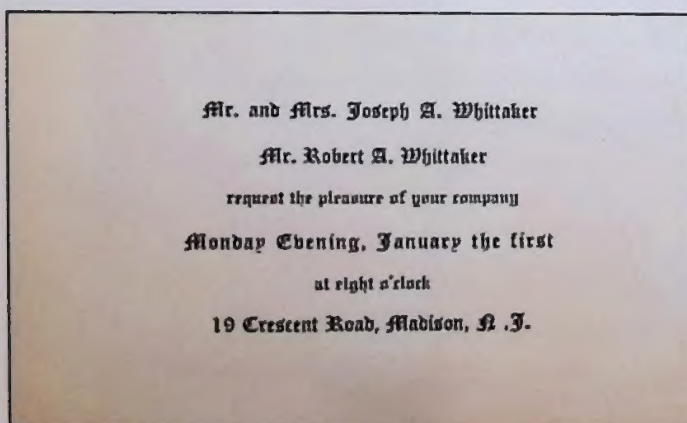 Mr. and Mrs. Joseph A. Whittaker
Mr. Robert A. Whittaker
request the pleasure of your company
Monday Evening, January the first
at eight o'clock
19 Crescent Road, Madison, N .J.